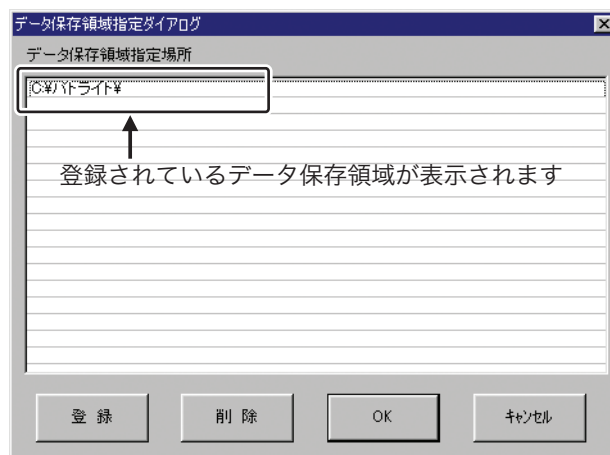 データ保存領域指定ダイアログ
データ保存領域指定場所
C:¥パトライト¥
登録されているデータ保存領域が表示されます
登 録
削 除
OK
キャンセル